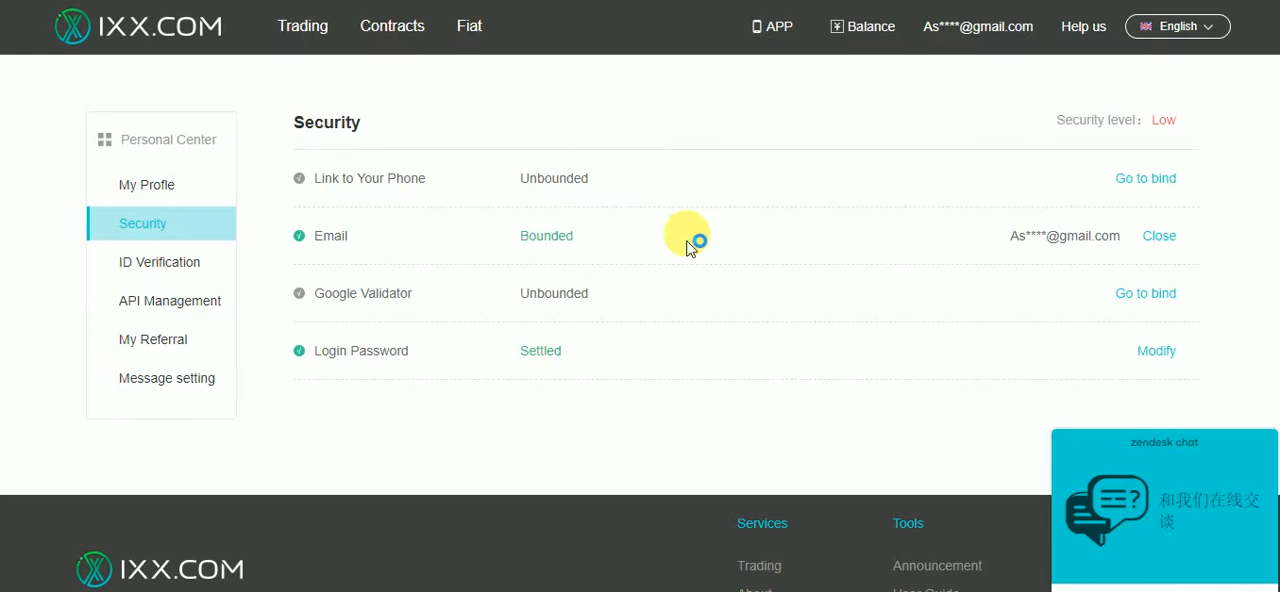 IXX.COM Trading Contracts Fiat APP Balance As****@gmail.com Help us English
Personal Center
My Profle
Security
ID Verification
API Management
My Referral
Message setting
Security Security level： Low
Link to Your Phone Unbounded Go to bind
Email Bounded As****@gmail.com Close
Google Validator Unbounded Go to bind
Login Password Settled Modify
zendesk chat
和我们在线交
谈
IXX.COM
Services
Trading
Tools
Announcement